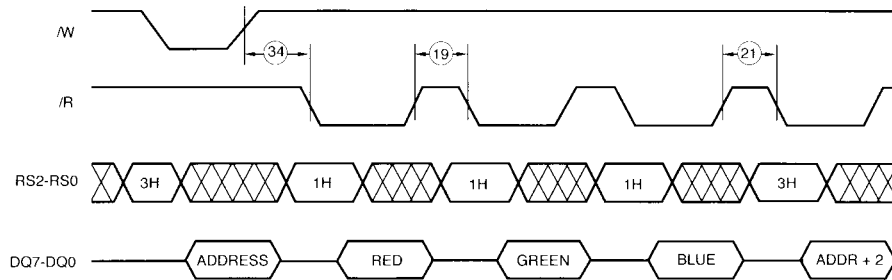 /W
34
19
21
/R
RS2-RS0
3H
1H
1H
1H
3H
DQ7-DQ0
ADDRESS
RED
GREEN
BLUE
ADDR + 2